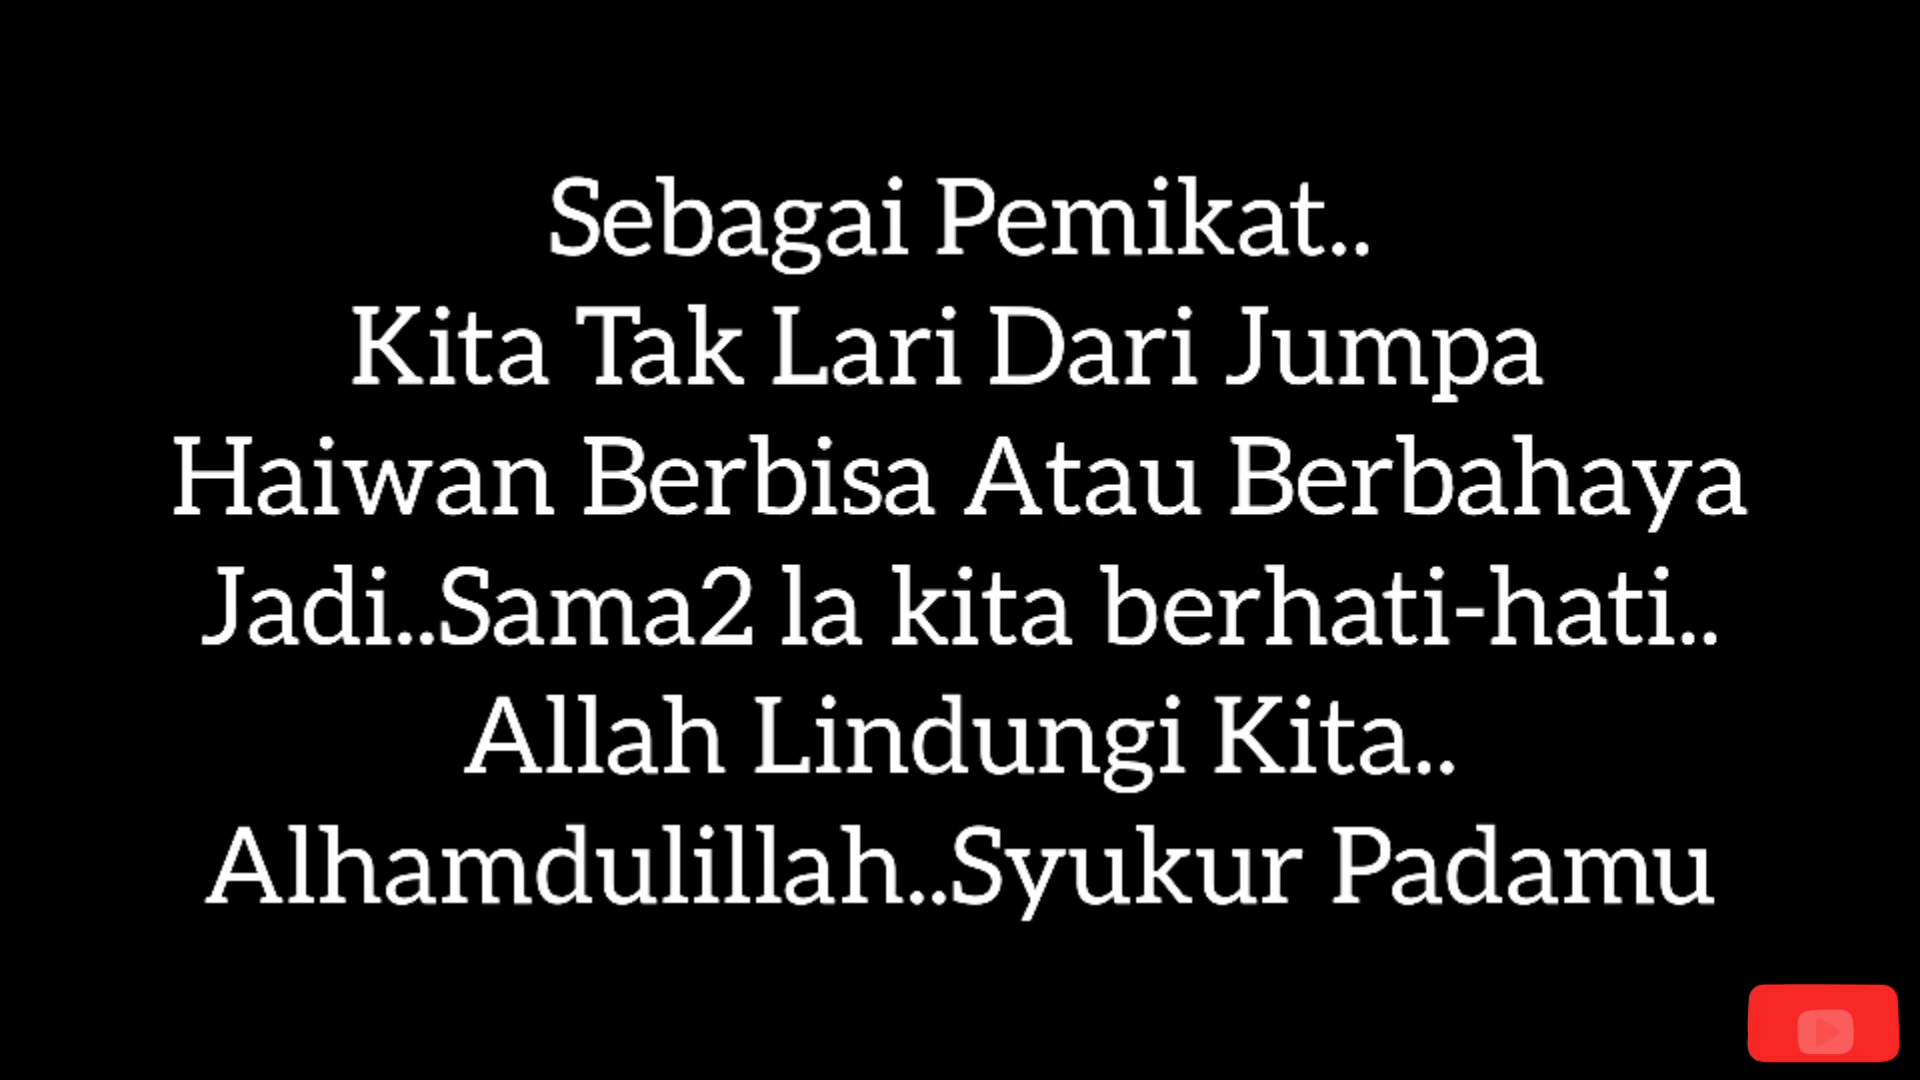 Sebagai Pemikat..
Kita Tak Lari Dari Jumpa
Haiwan Berbisa Atau Berbahaya
Jadi..Sama2 la kita berhati-hati..
Allah Lindungi Kita..
Alhamdulillah..Syukur Padamu